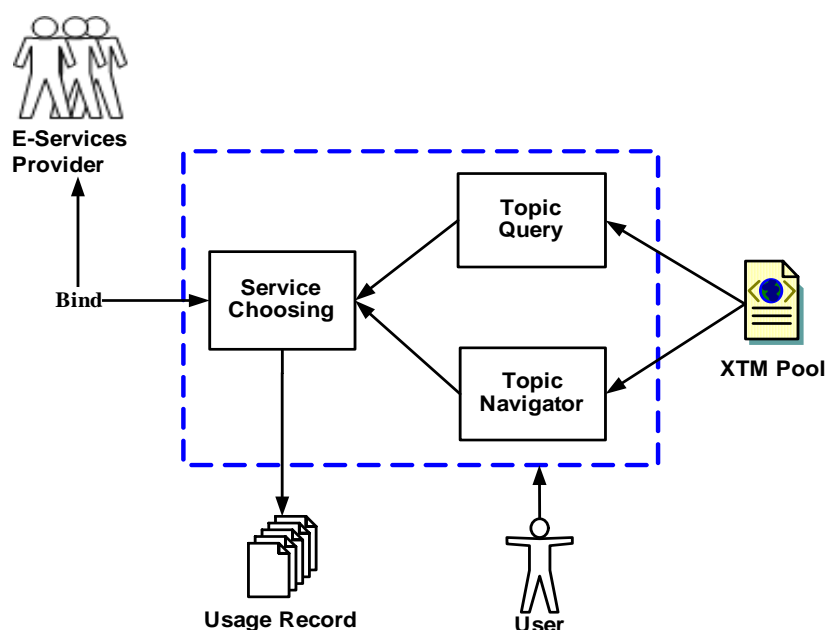 E-Services
Provider
Topic
Query
Bind
Service
Choosing
XTM Pool
Topic
Navigator
Usage Record
User